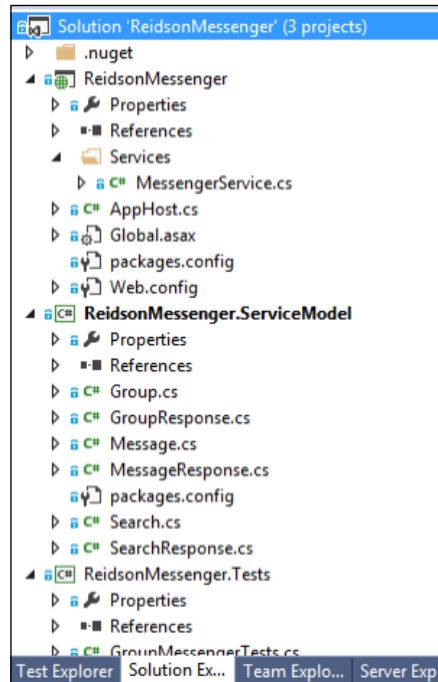 Solution 'ReidsonMessenger' (3 projects)
.nuget
ReidsonMessenger
Properties
References
Services
C# MessengerService.cs
C# AppHost.cs
Global.asax
packages.config
Web.config
C# ReidsonMessenger.ServiceModel
Properties
References
C# Group.cs
C# GroupResponse.cs
C# Message.cs
C# MessageResponse.cs
packages.config
C# Search.cs
C# SearchResponse.cs
C# ReidsonMessenger.Tests
Properties
References
C# GroupMessengerTests.cs
Test Explorer Solution Ex... Team Explo... Server Exp